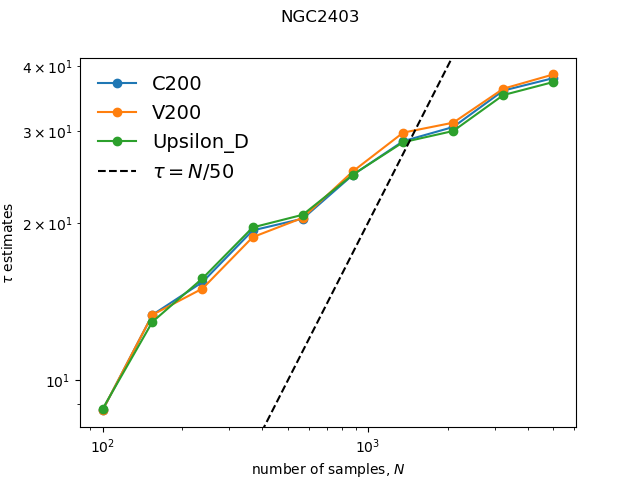 NGC2403
C200
V200
Upsilon_D
τ = N/50
4 × 10¹
3 × 10¹
2 × 10¹
10¹
τ estimates
10² 10³
number of samples, N